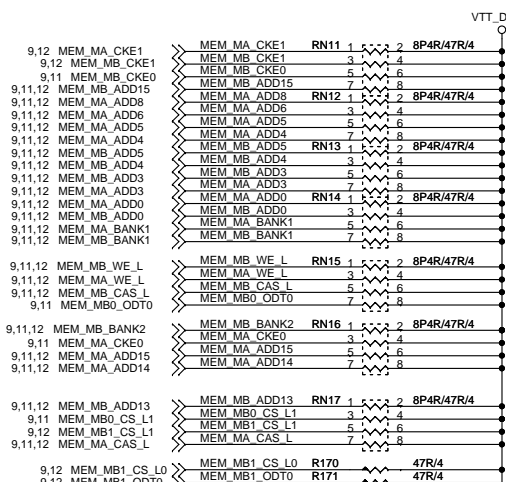 VTT_D
9,12 MEM_MA_CKE1 MEM_MA_CKE1 RN11 1 2 8P4R/47R/4
9,12 MEM_MB_CKE1 MEM_MB_CKE1 3 4
9,11 MEM_MB_CKE0 MEM_MB_CKE0 5 6
9,11,12 MEM_MB_ADD15 MEM_MB_ADD15 7 8
9,11,12 MEM_MA_ADD8 MEM_MA_ADD8 RN12 1 2 8P4R/47R/4
9,11,12 MEM_MA_ADD6 MEM_MA_ADD6 3 4
9,11,12 MEM_MA_ADD5 MEM_MA_ADD5 5 6
9,11,12 MEM_MA_ADD4 MEM_MA_ADD4 7 8
9,11,12 MEM_MB_ADD5 MEM_MB_ADD5 RN13 1 2 8P4R/47R/4
9,11,12 MEM_MB_ADD4 MEM_MB_ADD4 3 4
9,11,12 MEM_MB_ADD3 MEM_MB_ADD3 5 6
9,11,12 MEM_MA_ADD3 MEM_MA_ADD3 7 8
9,11,12 MEM_MA_ADD0 MEM_MA_ADD0 RN14 1 2 8P4R/47R/4
9,11,12 MEM_MB_ADD0 MEM_MB_ADD0 3 4
9,11,12 MEM_MA_BANK1 MEM_MA_BANK1 5 6
9,11,12 MEM_MB_BANK1 MEM_MB_BANK1 7 8
9,11,12 MEM_MB_WE_L MEM_MB_WE_L RN15 1 2 8P4R/47R/4
9,11,12 MEM_MA_WE_L MEM_MA_WE_L 3 4
9,11,12 MEM_MB_CAS_L MEM_MB_CAS_L 5 6
9,11 MEM_MB0_ODT0 MEM_MB0_ODT0 7 8
9,11,12 MEM_MB_BANK2 MEM_MB_BANK2 RN16 1 2 8P4R/47R/4
9,11 MEM_MA_CKE0 MEM_MA_CKE0 3 4
9,11,12 MEM_MA_ADD15 MEM_MA_ADD15 5 6
9,11,12 MEM_MA_ADD14 MEM_MA_ADD14 7 8
9,11,12 MEM_MB_ADD13 MEM_MB_ADD13 RN17 1 2 8P4R/47R/4
9,11 MEM_MB0_CS_L1 MEM_MB0_CS_L1 3 4
9,12 MEM_MB1_CS_L1 MEM_MB1_CS_L1 5 6
9,11,12 MEM_MA_CAS_L MEM_MA_CAS_L 7 8
9,12 MEM_MB1_CS_L0 MEM_MB1_CS_L0 R170 47R/4
9,12 MEM_MB1_ODT0 MEM_MB1_ODT0 R171 47R/4